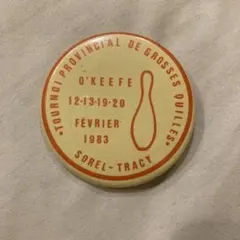 •TOURNOI PROVINCIAL DE GROSSES QUILLES•
O'KEEFE
12•13•19•20
FÉVRIER
1983
SOREL-TRACY